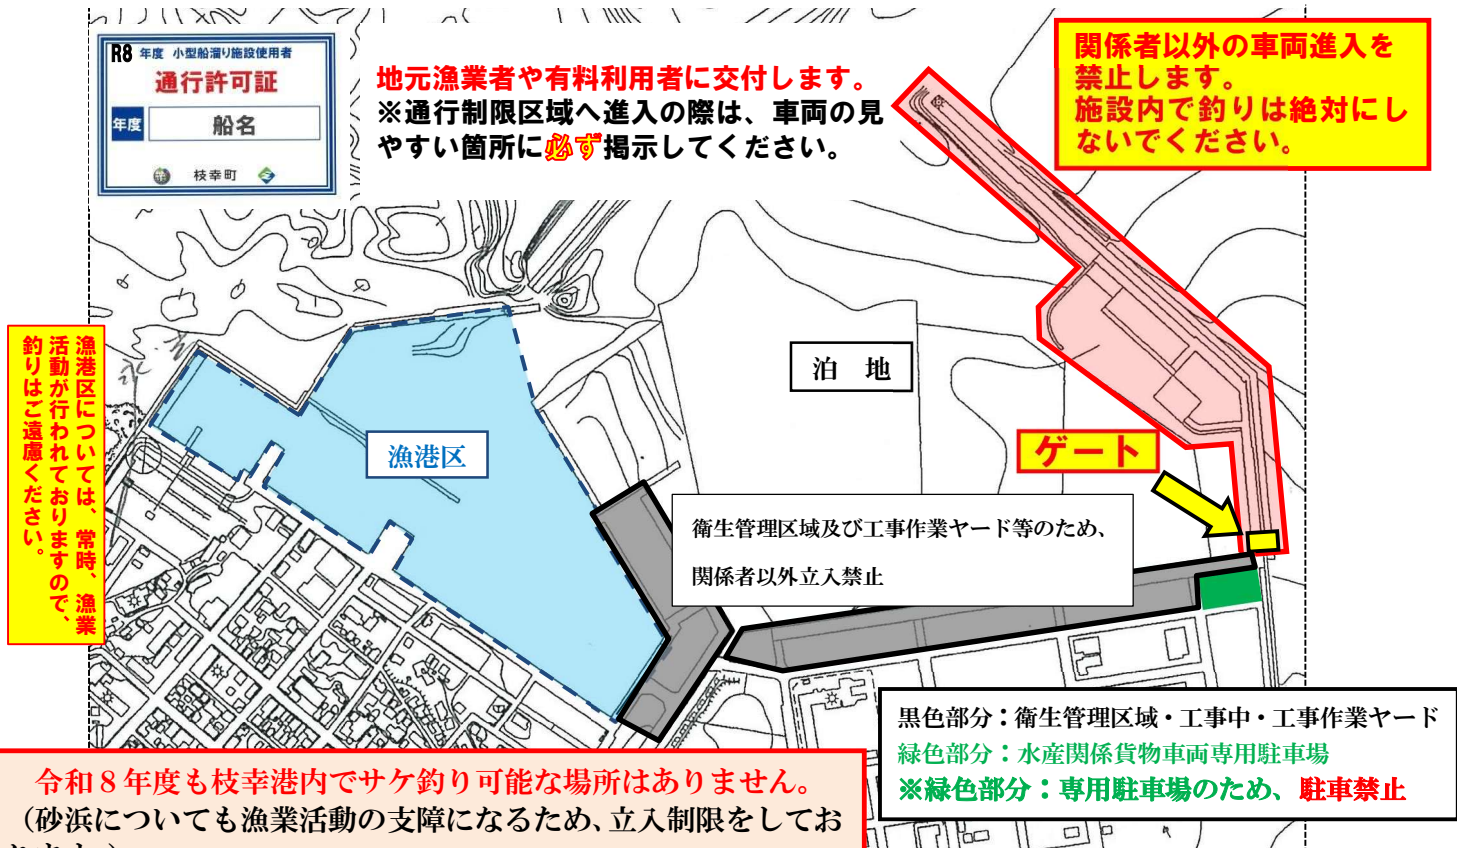 R8 年度 小型船溜り施設使用者
通行許可証
年度 船名
枝幸町
地元漁業者や有料利用者に交付します。
※通行制限区域へ進入の際は、車両の見
やすい箇所に必ず掲示してください。
関係者以外の車両進入を
禁止します。
施設内で釣りは絶対にし
ないでください。
漁港区については、常時、漁業
活動が行われておりますので、
釣りはご遠慮ください。
泊 地
漁港区
ゲート
衛生管理区域及び工事作業ヤード等のため、
関係者以外立入禁止
黒色部分：衛生管理区域・工事中・工事作業ヤード
緑色部分：水産関係貨物車両専用駐車場
※緑色部分：専用駐車場のため、駐車禁止
令和８年度も枝幸港内でサケ釣り可能な場所はありません。
（砂浜についても漁業活動の支障になるため、立入制限をしてお